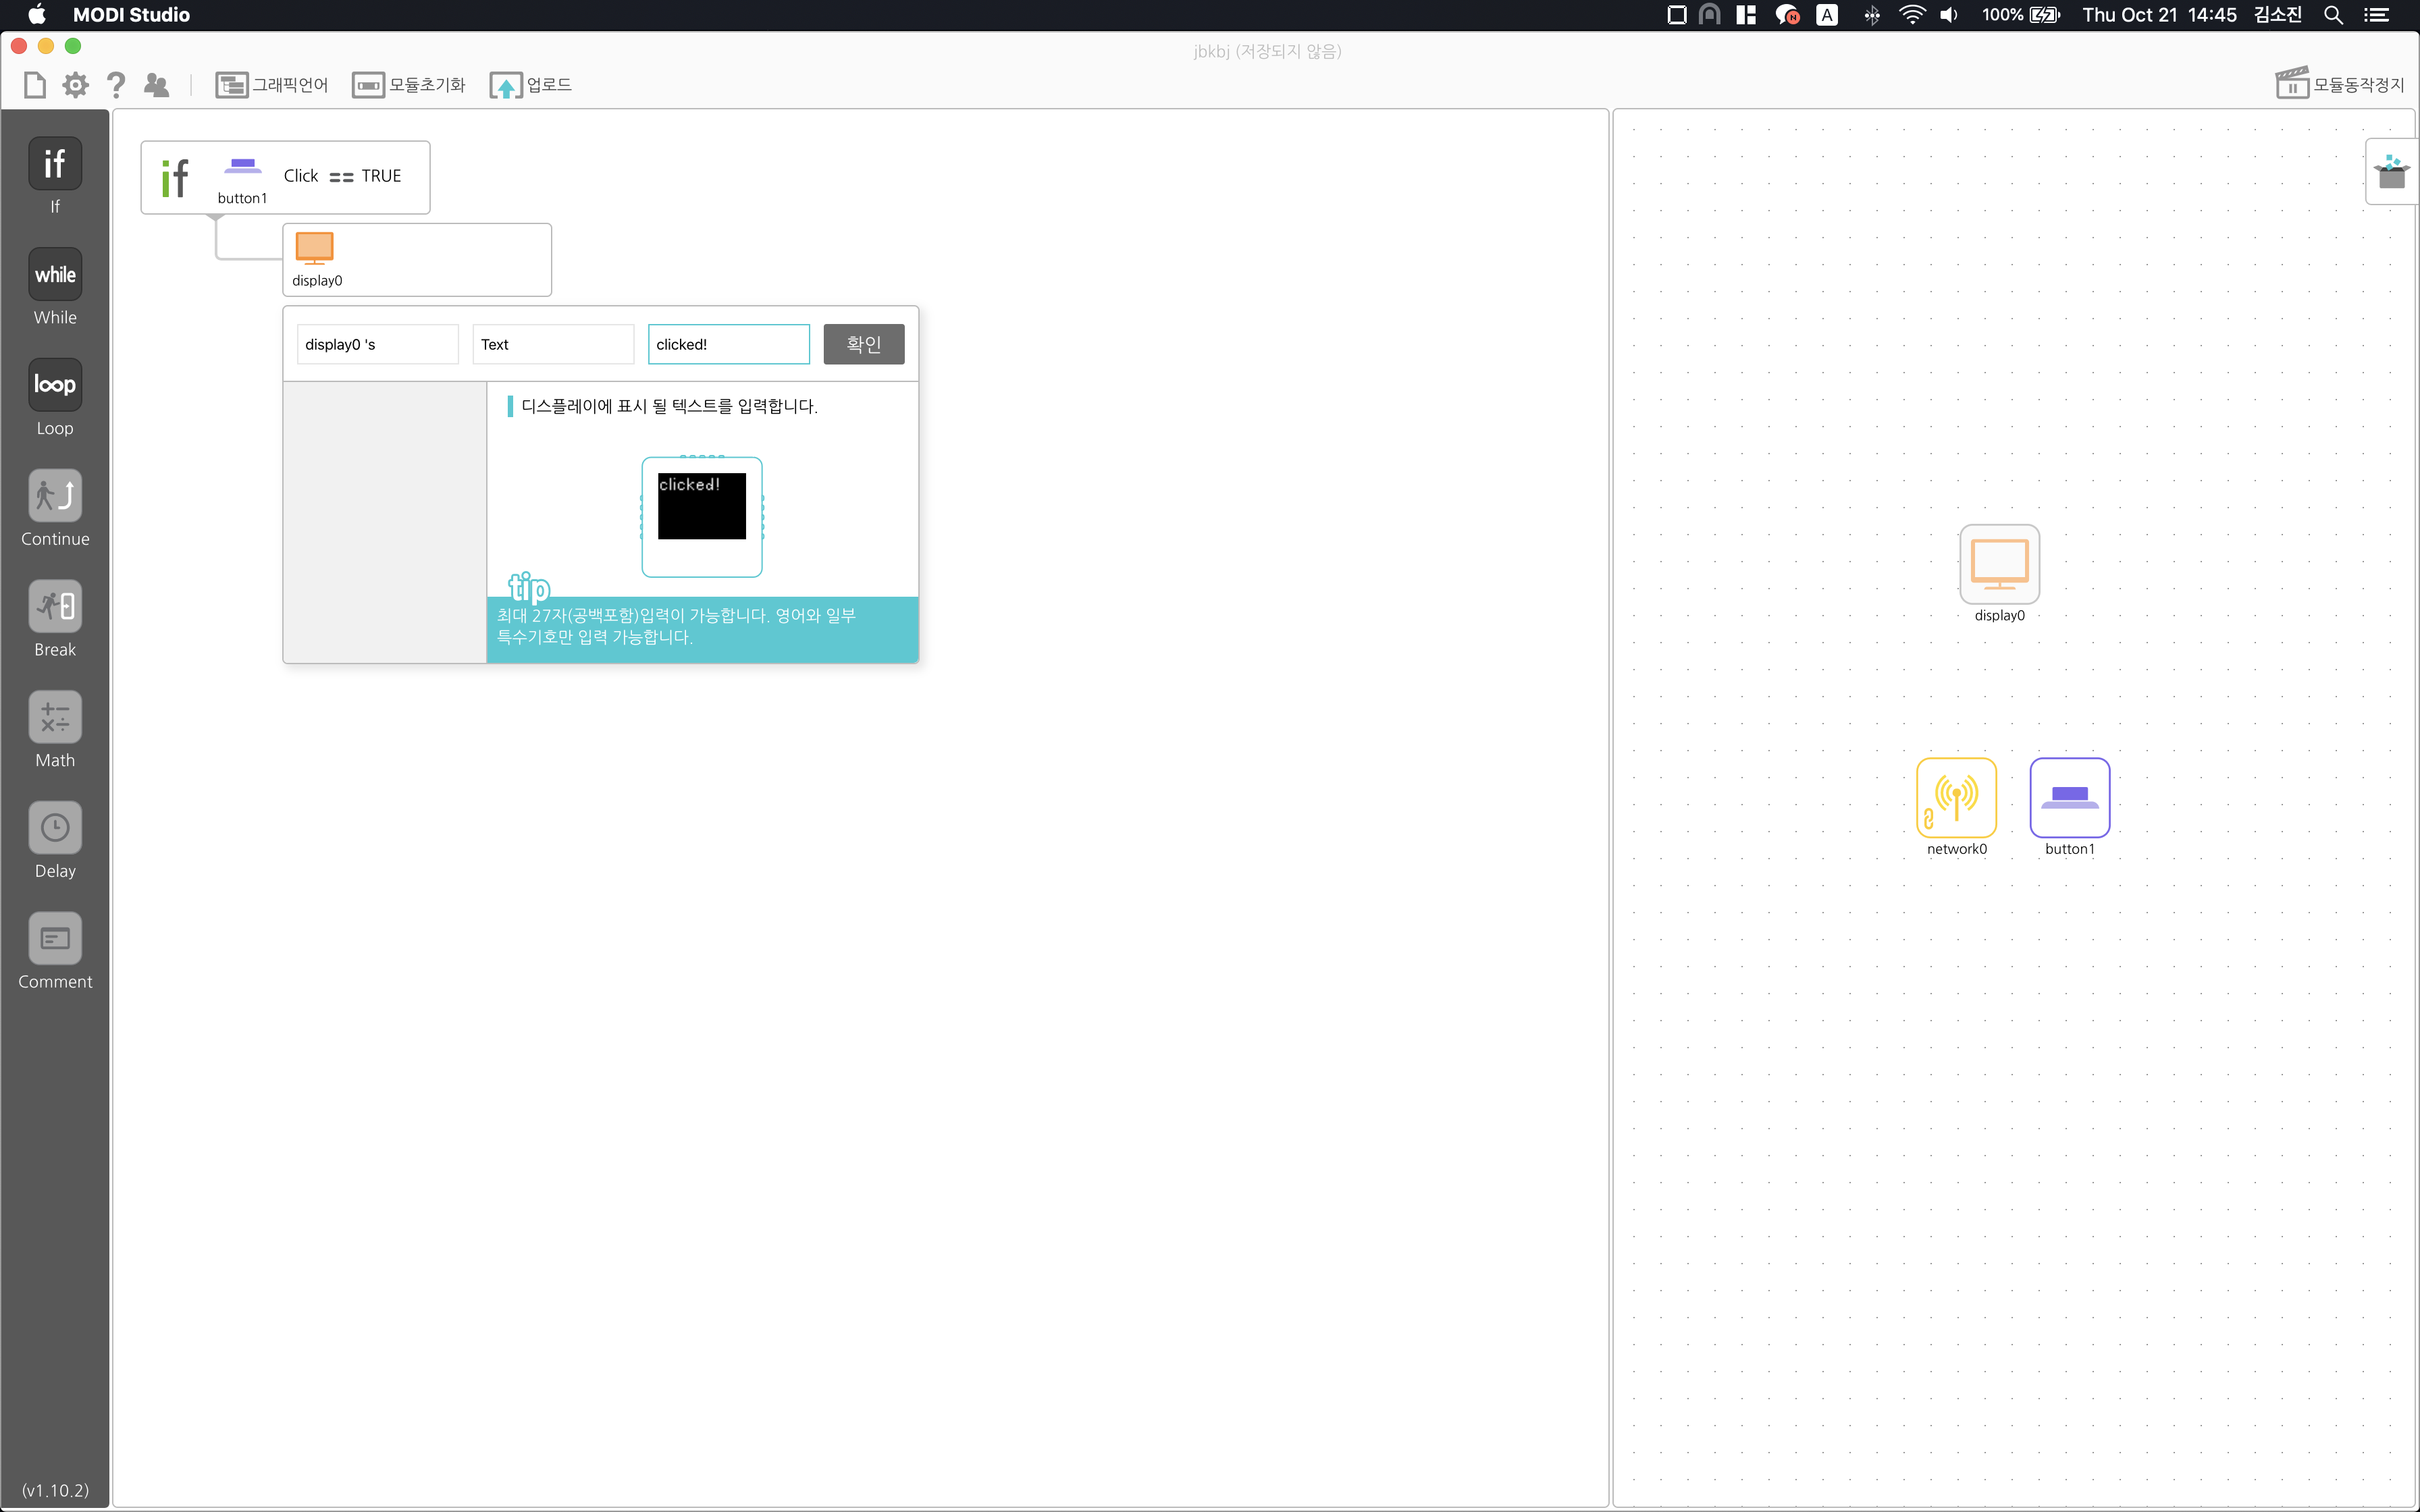 MODI Studio
A
100%
Thu Oct 21 14:45 김소진
jbkbj (저장되지 않음)
그래픽언어
모듈초기화
업로드
모듈동작정지
if
If
while
While
loop
Loop
Continue
Break
Math
Delay
Comment
(v1.10.2)
if
button1
Click == TRUE
display0
display0 's
Text
clicked!
확인
디스플레이에 표시 될 텍스트를 입력합니다.
clicked!
tip
최대 27자(공백포함)입력이 가능합니다. 영어와 일부
특수기호만 입력 가능합니다.
display0
network0
button1